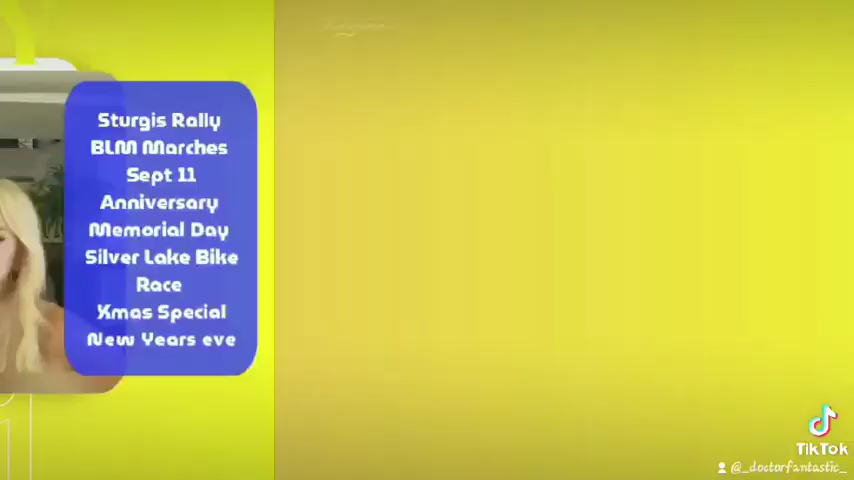 Sturgis Rally
BLM Marches
Sept 11
Anniversary
Memorial Day
Silver Lake Bike
Race
Xmas Special
New Years eve
TikTok
@_doctorfantastic_